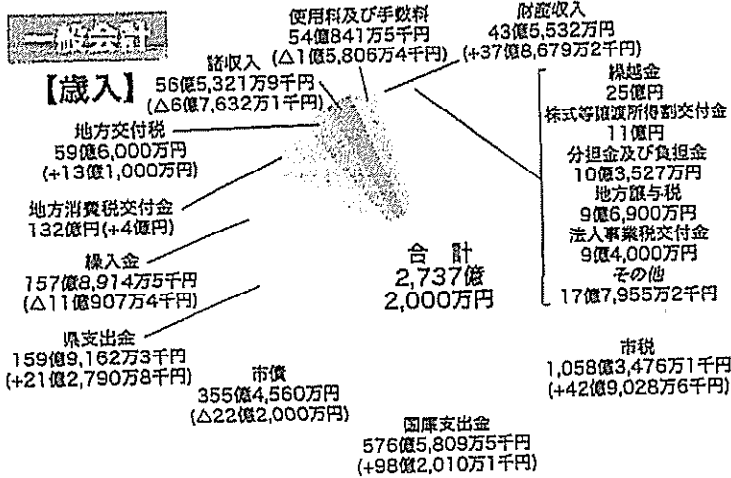 一般会計
【歳入】
使用料及び手数料
54億841万5千円
(△1億5,806万4千円)
財産収入
43億5,532万円
(+37億8,679万2千円)
諸収入
56億5,321万9千円
(△6億7,632万1千円)
地方交付税
59億6,000万円
(+13億1,000万円)
地方消費税交付金
132億円(+4億円)
繰入金
157億8,914万5千円
(△11億907万4千円)
県支出金
159億9,162万3千円
(+21億2,790万8千円)
市債
355億4,560万円
(△22億2,000万円)
国庫支出金
576億5,809万5千円
(+98億2,010万1千円)
市税
1,058億3,476万1千円
(+42億9,028万6千円)
合計
2,737億
2,000万円
繰越金
25億円
株式等譲渡所得割交付金
11億円
分担金及び負担金
10億3,527万円
地方譲与税
9億6,900万円
法人事業税交付金
9億4,000万円
その他
17億7,955万2千円